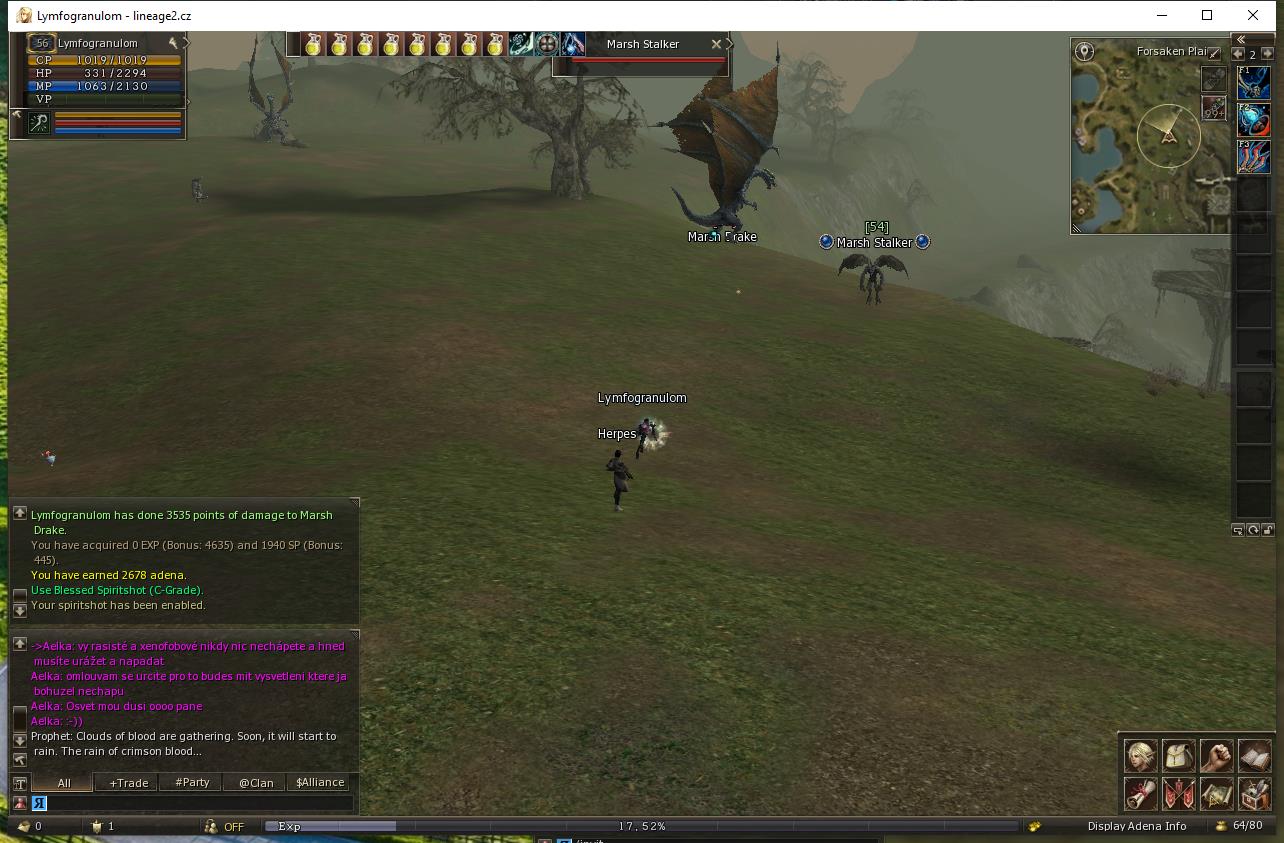 Lymfogranulom - lineage2.cz
56 Lymfogranulom
CP 1019/1019
HP 331/2294
MP 1063/2130
VP
Marsh Stalker
Forsaken Plai
2
F1
F2
99+
F3
[54]
Marsh Drake
Marsh Stalker
Lymfogranulom
Herpes
Lymfogranulom has done 3535 points of damage to Marsh
Drake.
You have acquired 0 EXP (Bonus: 4635) and 1940 SP (Bonus:
445).
You have earned 2678 adena.
Use Blessed Spiritshot (C-Grade).
Your spiritshot has been enabled.
->Aelka: vy rasisté a xenofobové nikdy nic nechápete a hned
musíte urážet a napadat
Aelka: omlouvam se urcite pro to budes mit vysvetleni ktere ja
bohuzel nechapu
Aelka: Osvet mou dusi oooo pane
Aelka: :-))
Prophet: Clouds of blood are gathering. Soon, it will start to
rain. The rain of crimson blood...
All +Trade #Party @Clan $Alliance
Я
0 1 OFF Exp 17,52% Display Adena Info 64/80